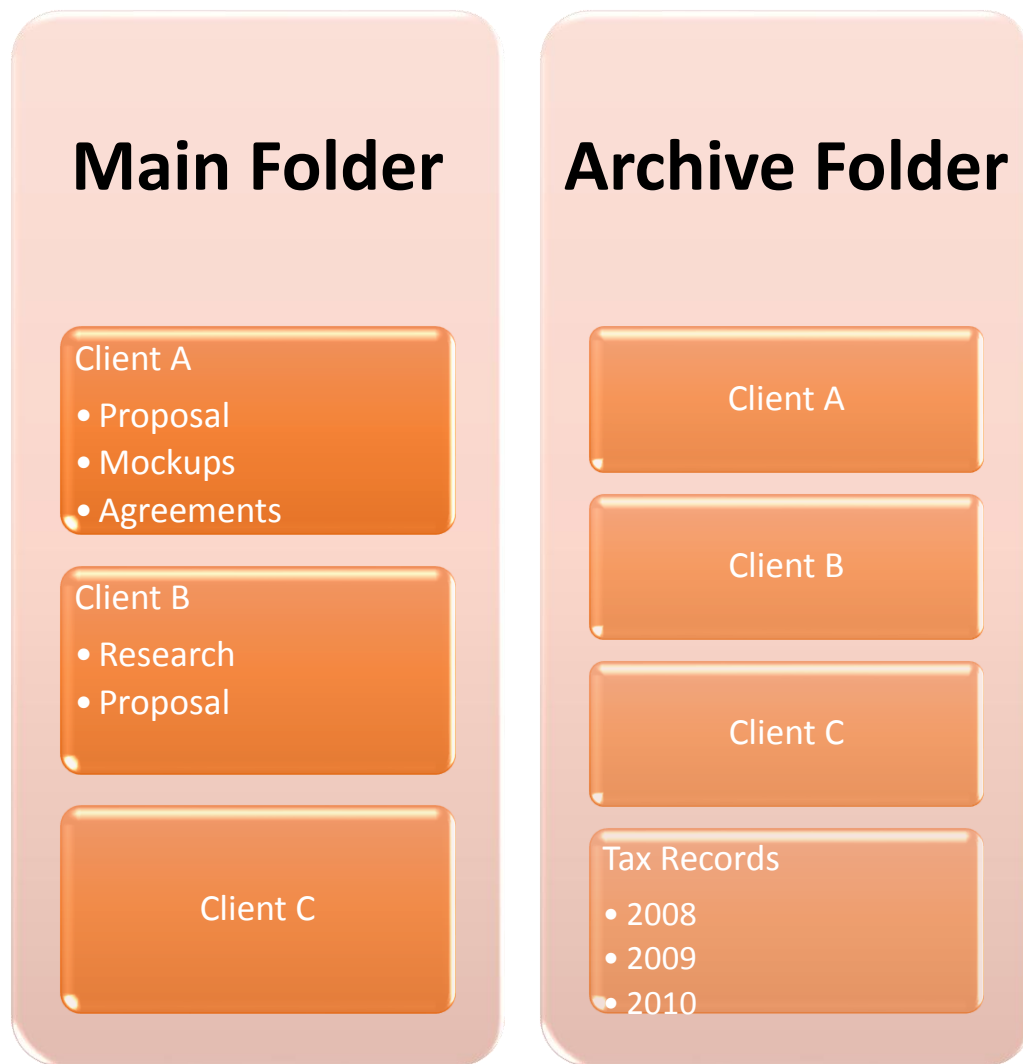 Main Folder
Client A
• Proposal
• Mockups
• Agreements
Client B
• Research
• Proposal
Client C
Archive Folder
Client A
Client B
Client C
Tax Records
• 2008
• 2009
• 2010